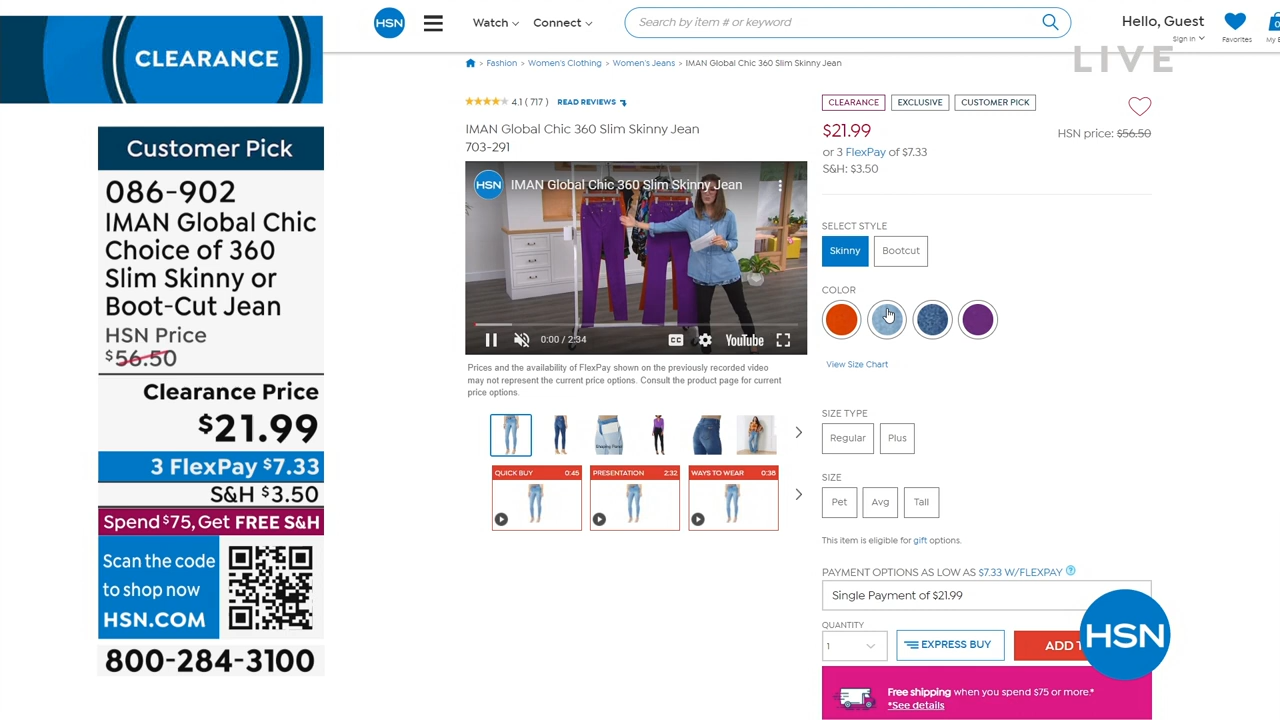 CLEARANCE
Customer Pick
086-902
IMAN Global Chic
Choice of 360
Slim Skinny or
Boot-Cut Jean
HSN Price
$56.50
Clearance Price
$21.99
3 FlexPay $7.33
S&H $3.50
Spend $75, Get FREE S&H
Scan the code
to shop now
HSN.COM
800-284-3100
HSN
Watch
Connect
Search by item # or keyword
Hello, Guest
Sign In
Favorites
0
LIVE
> Fashion > Women's Clothing > Women's Jeans > IMAN Global Chic 360 Slim Skinny Jean
4.1 ( 717 ) READ REVIEWS
IMAN Global Chic 360 Slim Skinny Jean
703-291
HSN IMAN Global Chic 360 Slim Skinny Jean
0:00 / 2:34
CC
YouTube
Prices and the availability of FlexPay shown on the previously recorded video
may not represent the current price options. Consult the product page for current
price options.
QUICK BUY 0:45
PRESENTATION 2:32
WAYS TO WEAR 0:38
CLEARANCE
EXCLUSIVE
CUSTOMER PICK
$21.99
HSN price: $56.50
or 3 FlexPay of $7.33
S&H: $3.50
SELECT STYLE
Skinny
Bootcut
COLOR
View Size Chart
SIZE TYPE
Regular
Plus
SIZE
Pet
Avg
Tall
This item is eligible for gift options.
PAYMENT OPTIONS AS LOW AS $7.33 W/FLEXPAY ?
Single Payment of $21.99
QUANTITY
1
EXPRESS BUY
ADD
HSN
Free shipping when you spend $75 or more.*
*See details